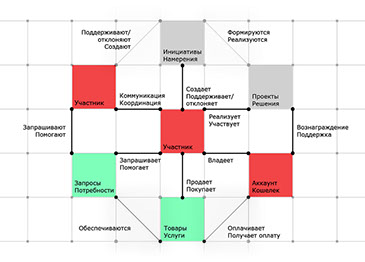 Поддерживают/
отклоняют
Создают
Формируются
Реализуются
Инициативы
Намерения
Участник
Коммуникация
Координация
Создает
Поддерживает/
отклоняет
Проекты
Решения
Запрашивают
Помогают
Участник
Реализует
Участвует
Вознаграждение
Поддержка
Запросы
Потребности
Запрашивает
Помогает
Владеет
Продает
Покупает
Аккаунт
Кошелек
Обеспечиваются
Товары
Услуги
Оплачивает
Получает оплату